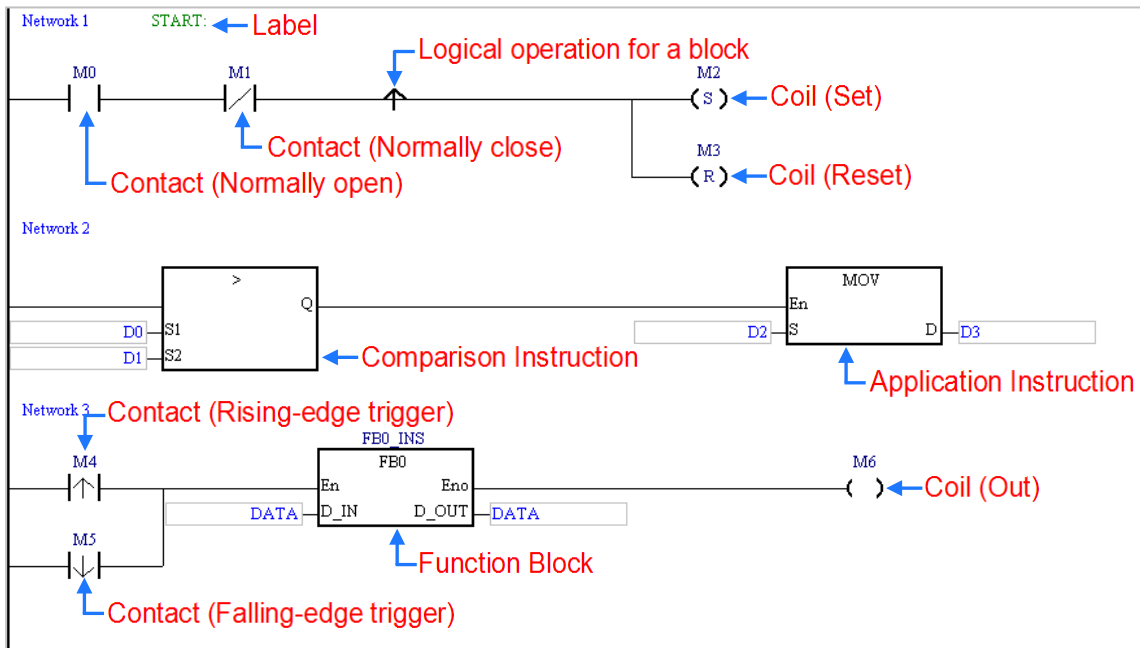 Network 1
START:
Label
Logical operation for a block
M0
M1
M2
S
Coil (Set)
Contact (Normally close)
M3
Contact (Normally open)
R
Coil (Reset)
Network 2
>
MOV
Q
En
D0
S1
D2
S
D
D3
D1
S2
Comparison Instruction
Application Instruction
Network 3
Contact (Rising-edge trigger)
FB0_INS
M4
FB0
M6
En
Eno
Coil (Out)
DATA
D_IN
D_OUT
DATA
M5
Function Block
Contact (Falling-edge trigger)